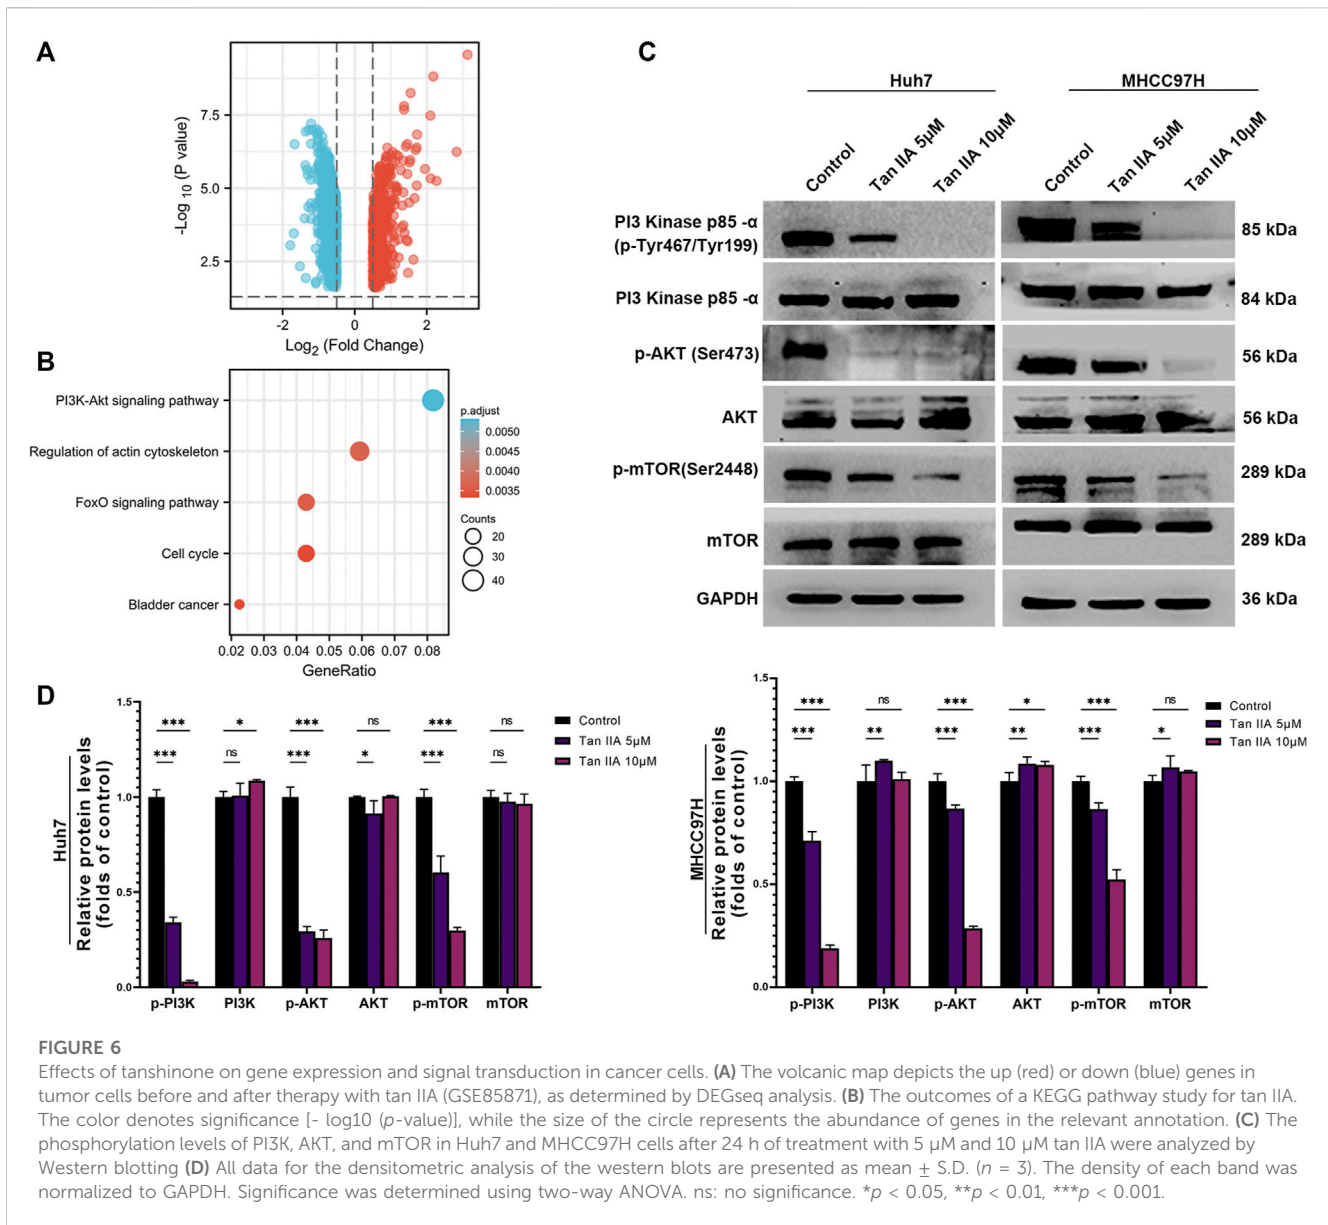 A
-Log 10 (P value)
7.5
5.0
2.5
-2 0 2
Log2 (Fold Change)
B
PI3K-Akt signaling pathway
Regulation of actin cytoskeleton
FoxO signaling pathway
Cell cycle
Bladder cancer
0.02 0.03 0.04 0.05 0.06 0.07 0.08
GeneRatio
p.adjust
0.0050
0.0045
0.0040
0.0035
Counts
20
30
40
C
Huh7 MHCC97H
Control Tan IIA 5μM Tan IIA 10μM Control Tan IIA 5μM Tan IIA 10μM
PI3 Kinase p85 -α
(p-Tyr467/Tyr199) 85 kDa
PI3 Kinase p85 -α 84 kDa
p-AKT (Ser473) 56 kDa
AKT 56 kDa
p-mTOR(Ser2448) 289 kDa
mTOR 289 kDa
GAPDH 36 kDa
D
Huh7
Relative protein levels
(folds of control)
1.5
1.0
0.5
0.0
*** * *** ns *** ns
*** ns *** * *** ns
p-PI3K PI3K p-AKT AKT p-mTOR mTOR
Control
Tan IIA 5μM
Tan IIA 10μM
MHCC97H
Relative protein levels
(folds of control)
1.5
1.0
0.5
0.0
*** ns *** * *** ns
*** ** *** ** *** *
p-PI3K PI3K p-AKT AKT p-mTOR mTOR
Control
Tan IIA 5μM
Tan IIA 10μM
FIGURE 6
Effects of tanshinone on gene expression and signal transduction in cancer cells. (A) The volcanic map depicts the up (red) or down (blue) genes in
tumor cells before and after therapy with tan IIA (GSE85871), as determined by DEGseq analysis. (B) The outcomes of a KEGG pathway study for tan IIA.
The color denotes significance [- log10 (p-value)], while the size of the circle represents the abundance of genes in the relevant annotation. (C) The
phosphorylation levels of PI3K, AKT, and mTOR in Huh7 and MHCC97H cells after 24 h of treatment with 5 μM and 10 μM tan IIA were analyzed by
Western blotting (D) All data for the densitometric analysis of the western blots are presented as mean ± S.D. (n = 3). The density of each band was
normalized to GAPDH. Significance was determined using two-way ANOVA. ns: no significance. *p < 0.05, **p < 0.01, ***p < 0.001.